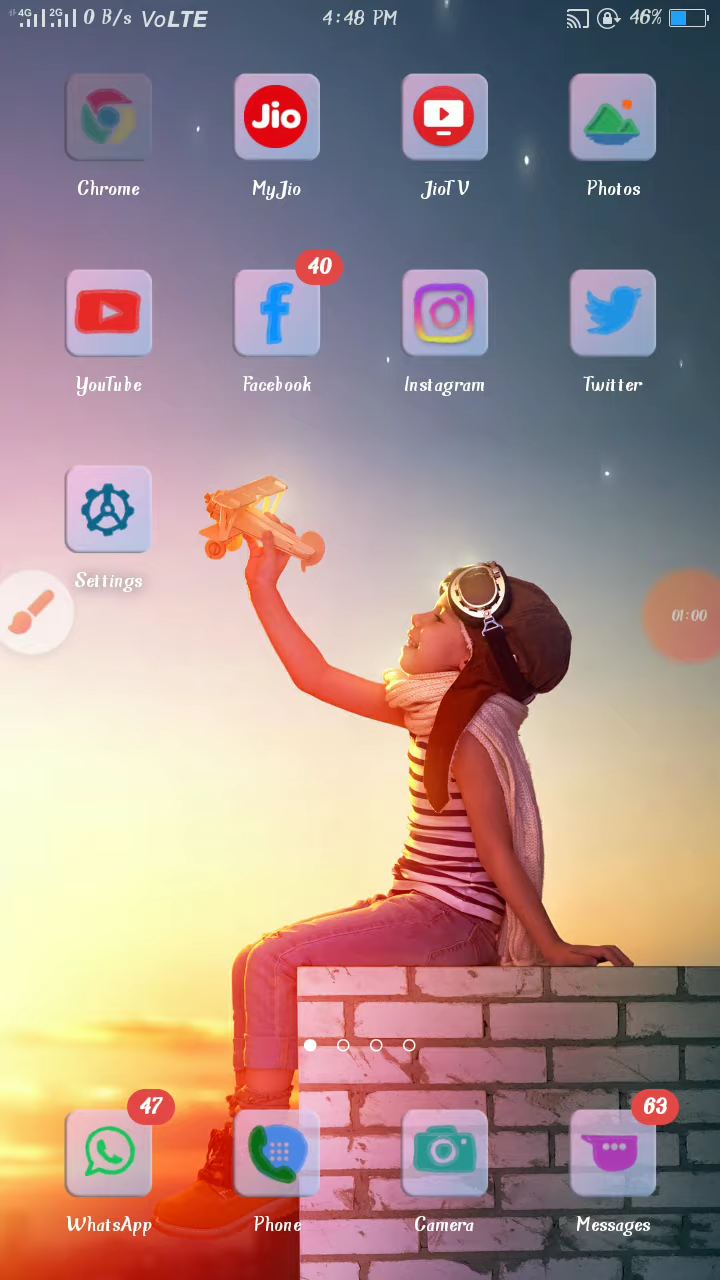 4G 2G 0 B/s VoLTE 4:48 PM 46%
Jio
Chrome MyJio JioTV Photos
40
YouTube Facebook Instagram Twitter
Settings
01:00
47 63
WhatsApp Phone Camera Messages